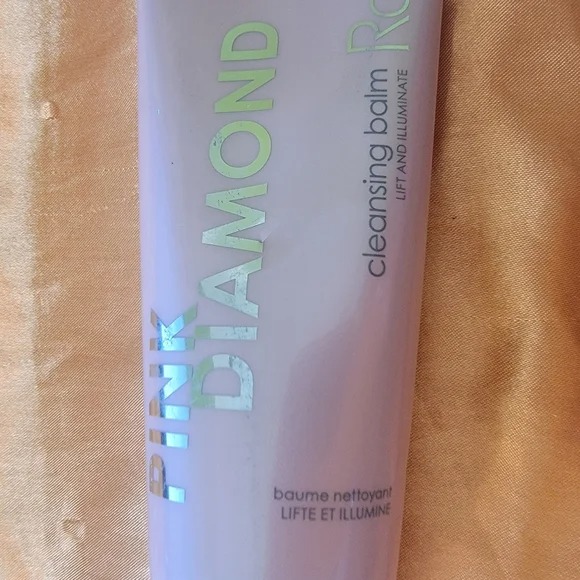 PINK
DIAMOND
cleansing balm
LIFT AND ILLUMINATE
baume nettoyant
LIFTE ET ILLUMINE